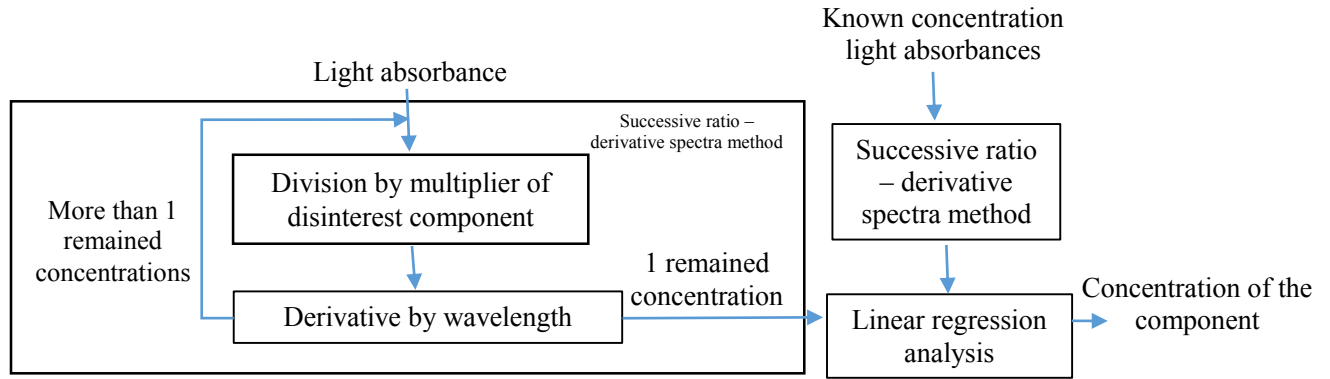 Known concentration
light absorbances
Light absorbance
Successive ratio –
derivative spectra method
Division by multiplier of
disinterest component
More than 1
remained
concentrations
Derivative by wavelength
1 remained
concentration
Successive ratio
– derivative
spectra method
Linear regression
analysis
Concentration of the
component